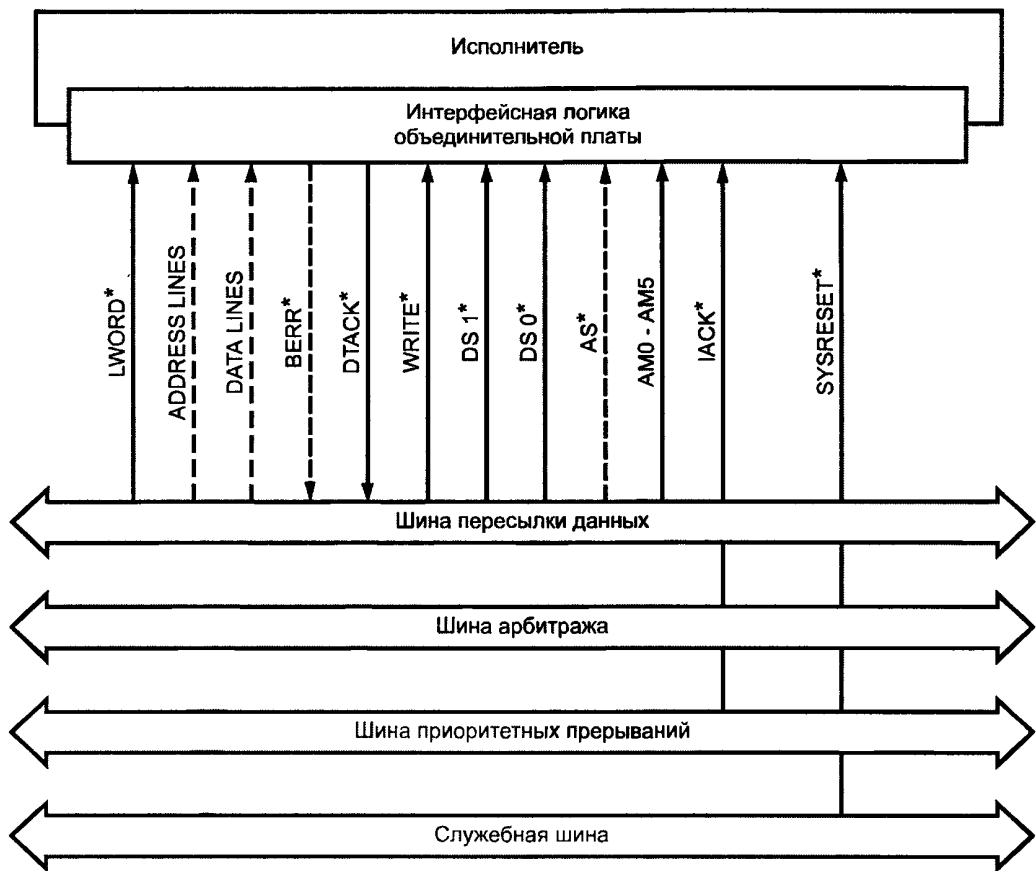 Исполнитель
Интерфейсная логика
объединительной платы
LWORD*
ADDRESS LINES
DATA LINES
BERR*
DTACK*
WRITE*
DS 1*
DS 0*
AS*
AM0 - AM5
IACK*
SYSRESET*
Шина пересылки данных
Шина арбитража
Шина приоритетных прерываний
Служебная шина